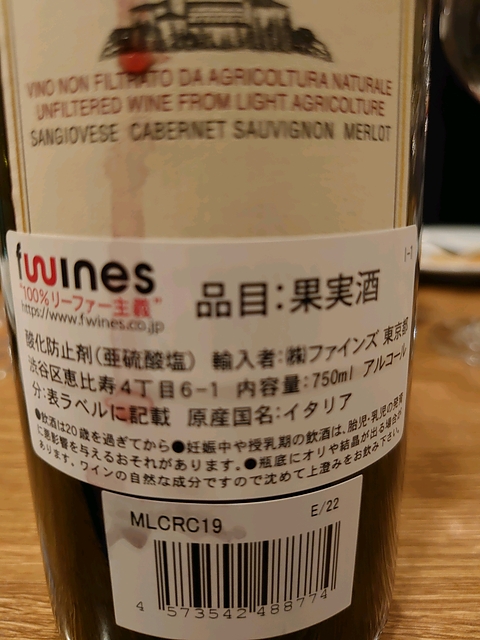 VINO NON FILTRATO DA AGRICOLTURA NATURALE
UNFILTERED WINE FROM LIGHT AGRICOLTURE
SANGIOVESE CABERNET SAUVIGNON MERLOT
fwines
"100%リーファー主義"
https://www.fwines.co.jp
品目:果実酒
I-1
酸化防止剤(亜硫酸塩) 輸入者:㈱ファインズ 東京都
渋谷区恵比寿4丁目6-1 内容量:750ml アルコール
分:表ラベルに記載 原産国名:イタリア
●飲酒は20歳を過ぎてから●妊娠中や授乳期の飲酒は、胎児・乳児の発育
に悪影響を与えるおそれがあります。●瓶底にオリや結晶が出る場合が
あります。ワインの自然な成分ですので沈めて上澄みをお飲み下さい。
MLCRC19
E/22
4 573542 488774